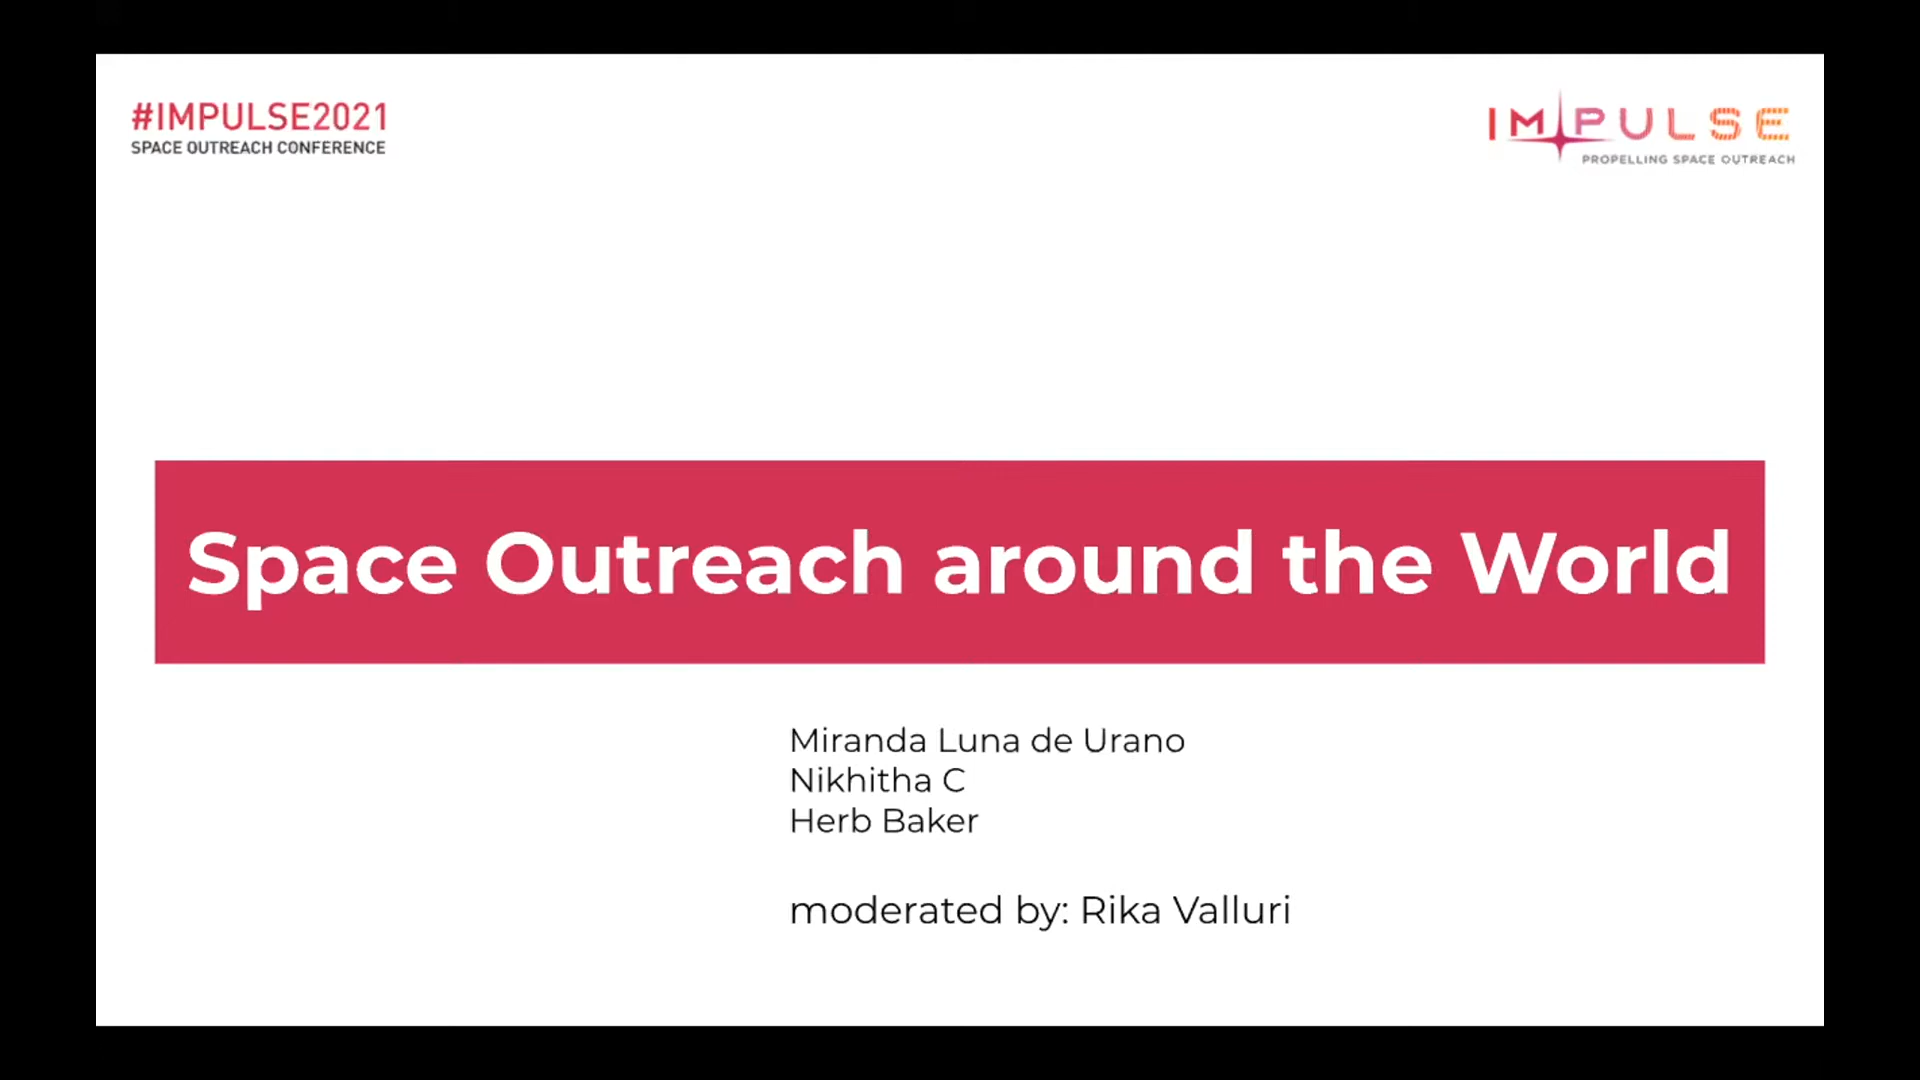 #IMPULSE2021
SPACE OUTREACH CONFERENCE
IMPULSE
PROPELLING SPACE OUTREACH
Space Outreach around the World
Miranda Luna de Urano
Nikhitha C
Herb Baker
moderated by: Rika Valluri